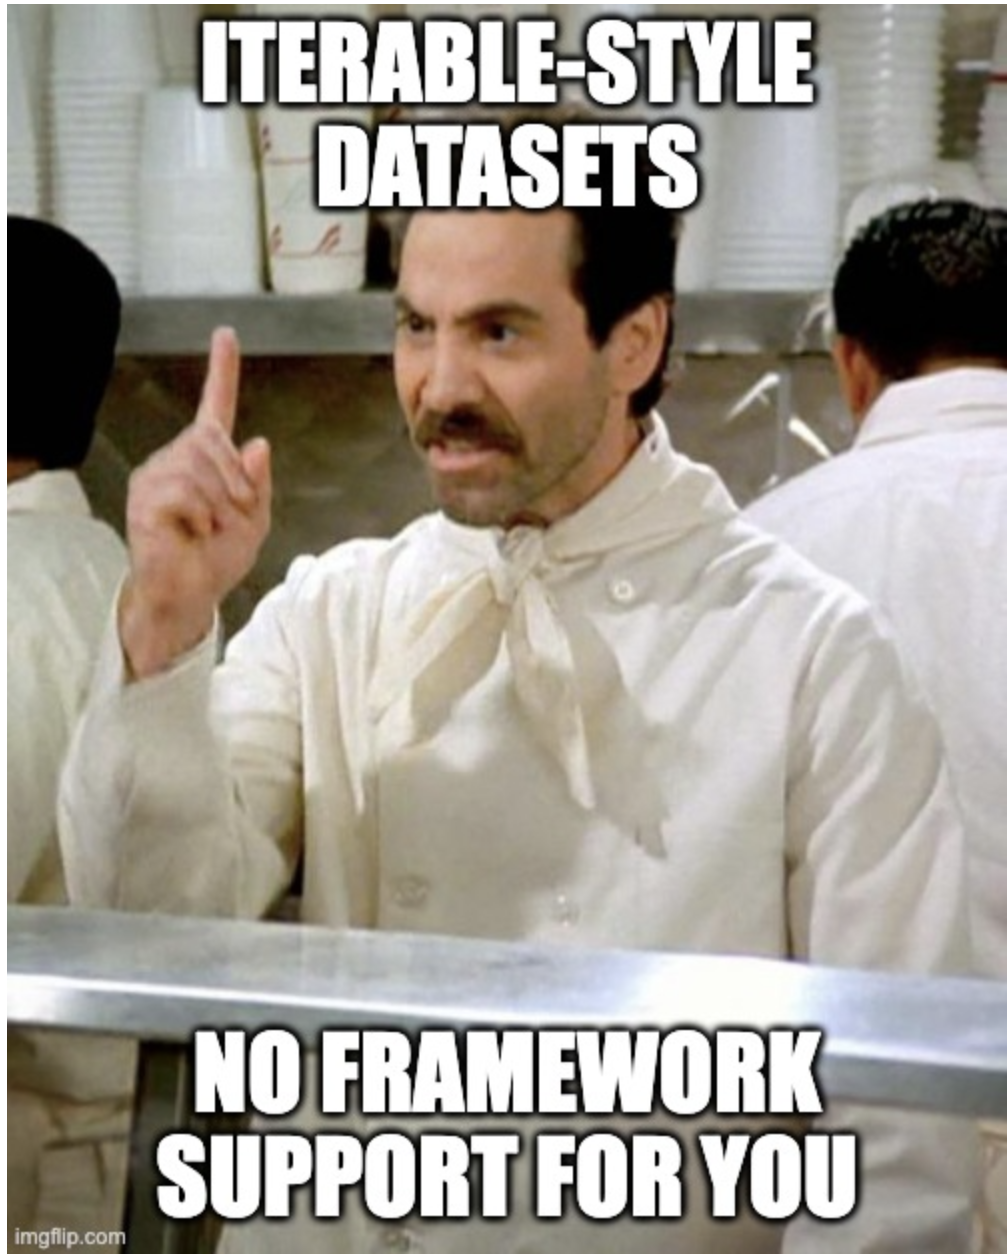 ITERABLE-STYLE
DATASETS
NO FRAMEWORK
SUPPORT FOR YOU
imgflip.com